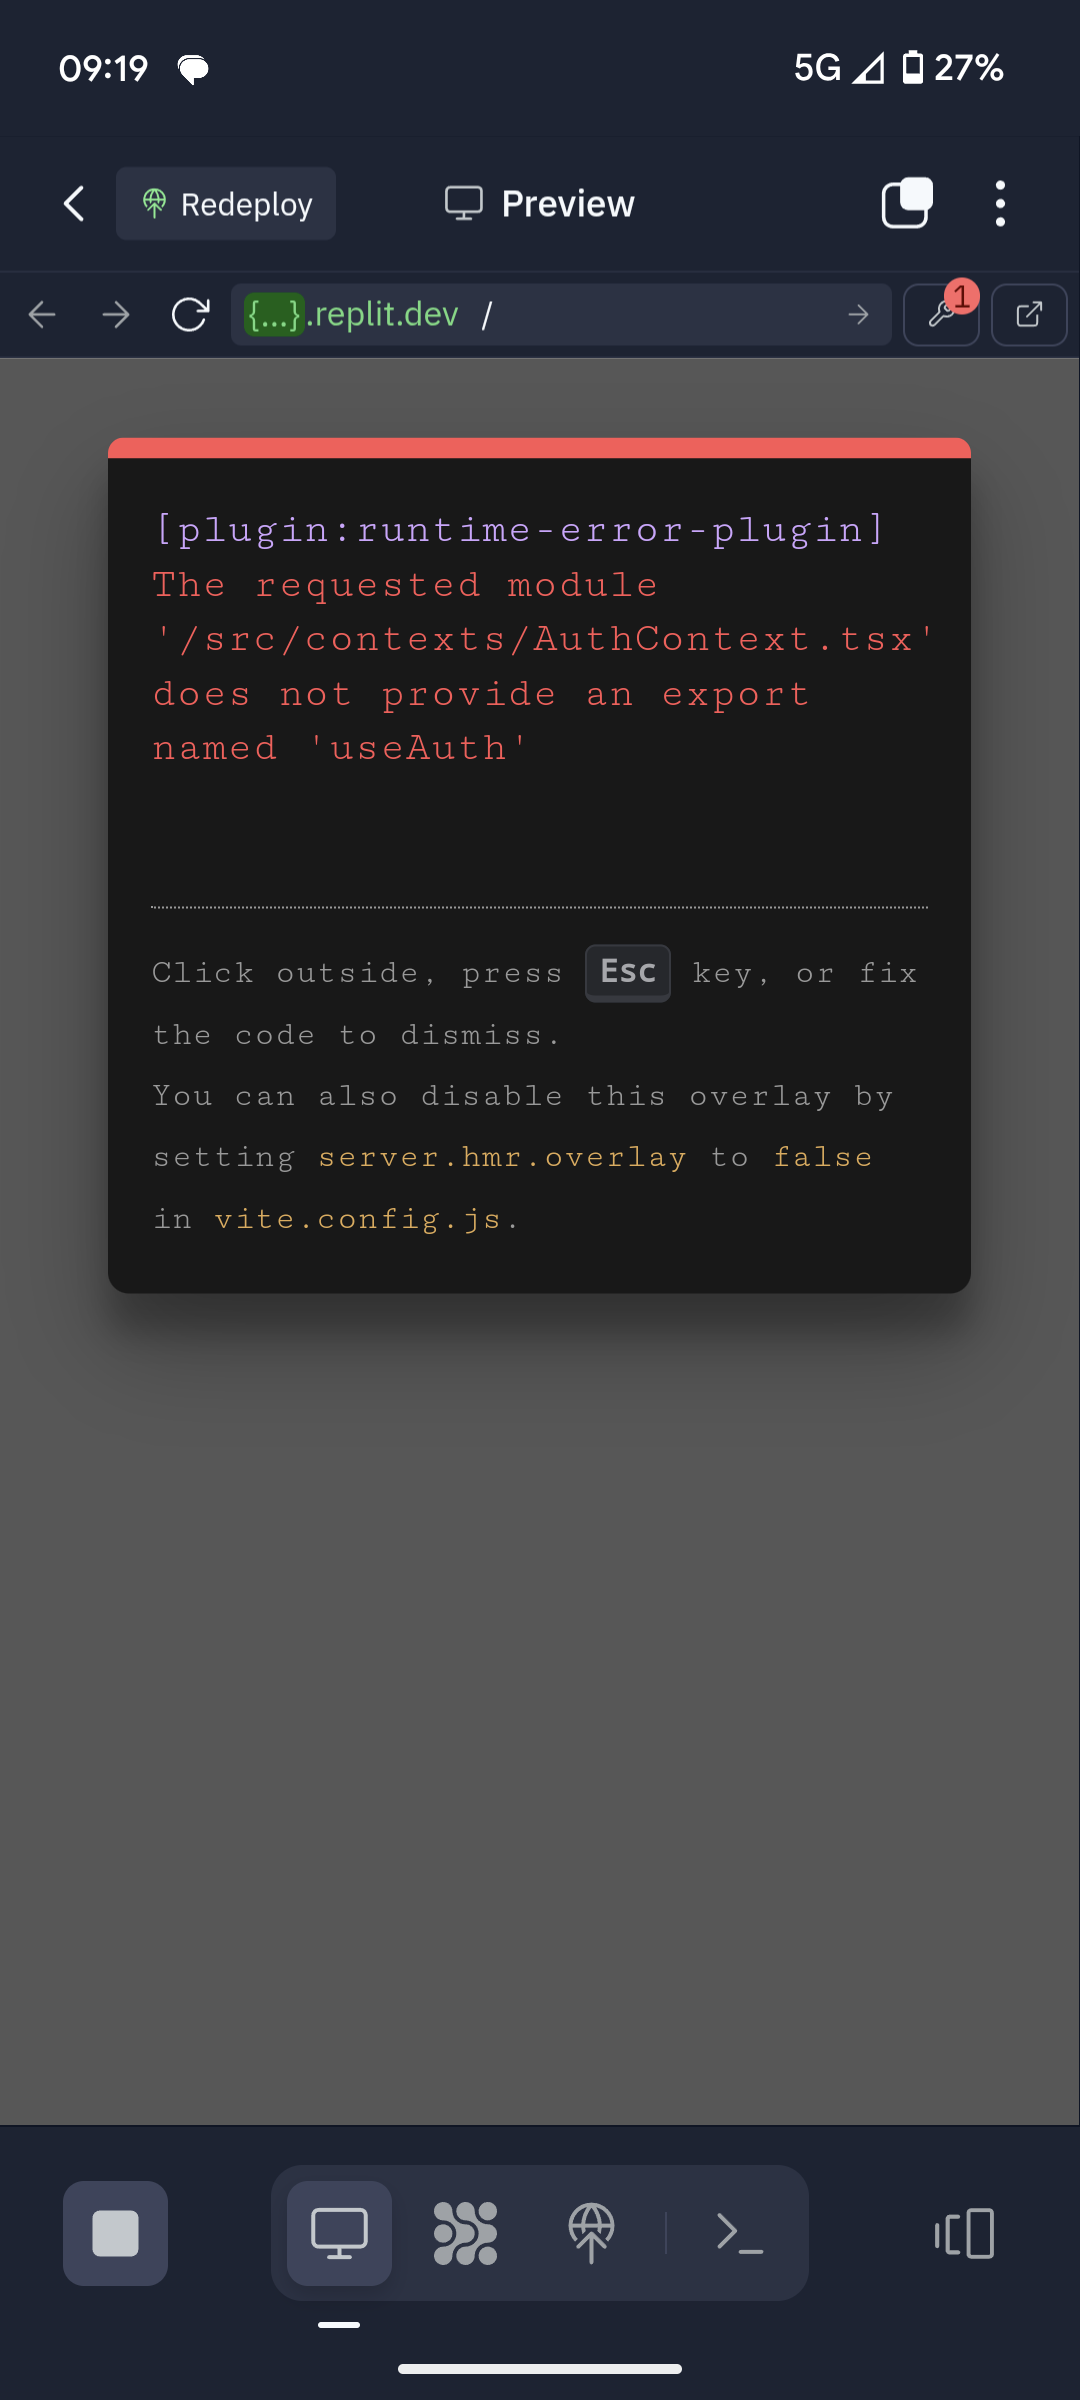 09:19
5G 27%
Redeploy
Preview
{...}.replit.dev /
1
[plugin:runtime-error-plugin]
The requested module
'/src/contexts/AuthContext.tsx'
does not provide an export
named 'useAuth'
Click outside, press Esc key, or fix
the code to dismiss.
You can also disable this overlay by
setting server.hmr.overlay to false
in vite.config.js.